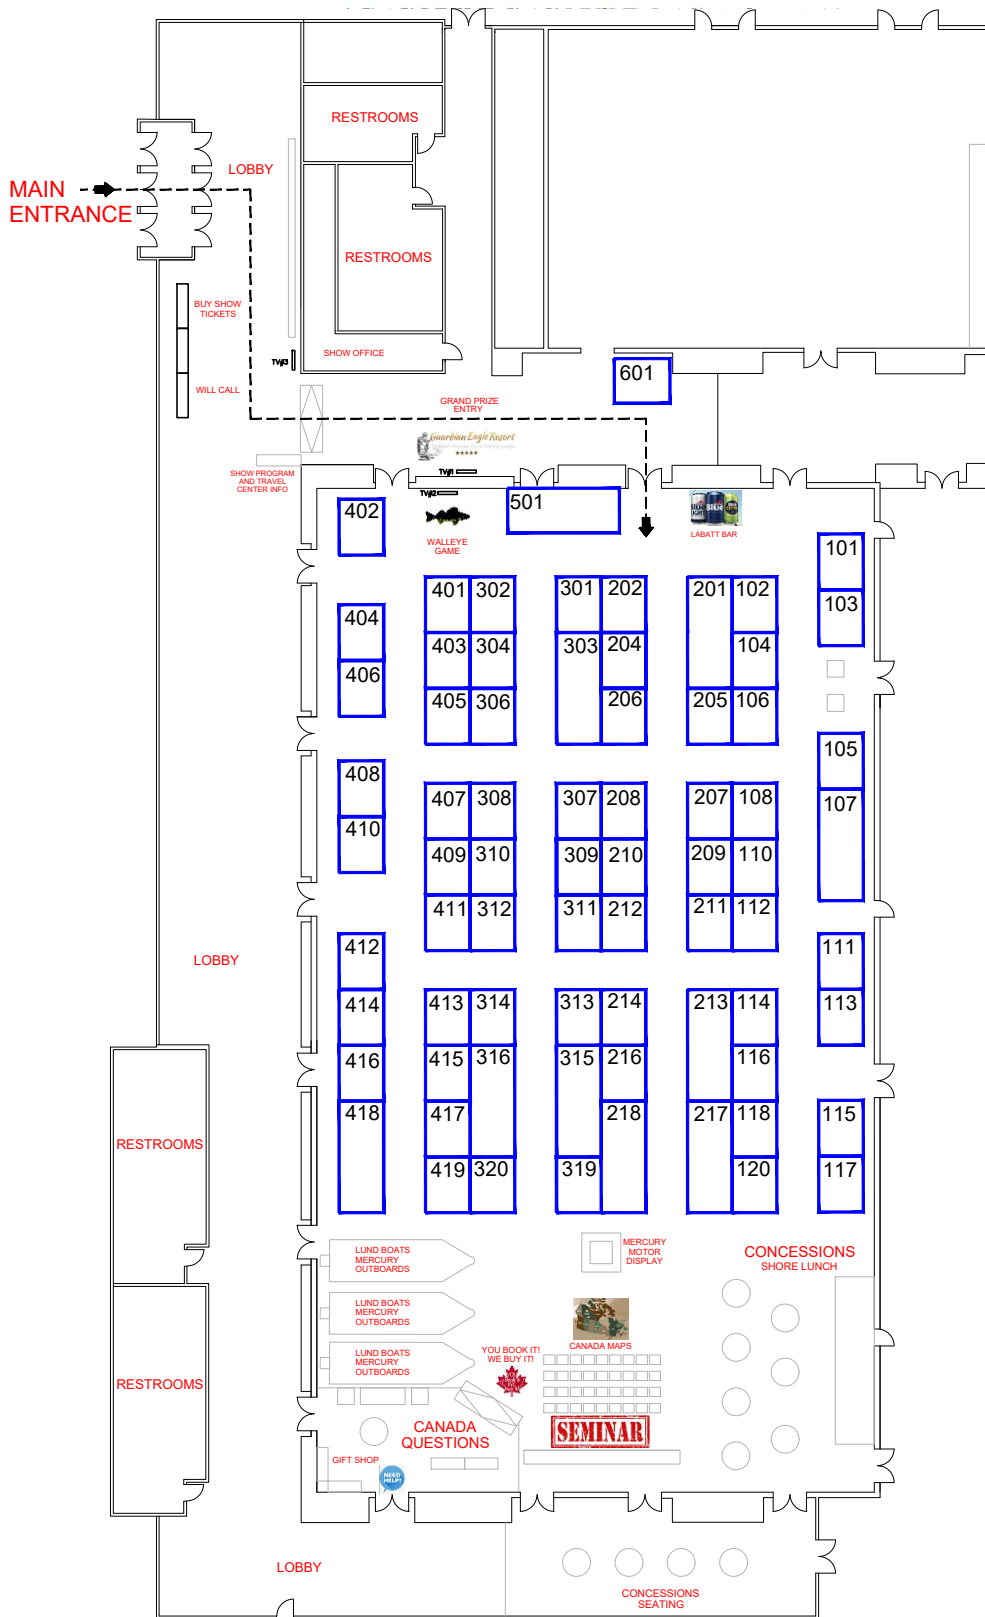 RESTROOMS
LOBBY
MAIN
ENTRANCE
RESTROOMS
BUY SHOW
TICKETS
TV#3
SHOW OFFICE
WILL CALL
601
GRAND PRIZE
ENTRY
Guardian Eagle Resort
SHOW PROGRAM
AND TRAVEL
CENTER INFO
TV#1
TV#2
501
402
WALLEYE
GAME
LABATT BAR
101
401 302
301 202
201 102
103
404
403 304
303 204
104
406
405 306
206
205 106
105
408
407 308
307 208
207 108
107
410
409 310
309 210
209 110
411 312
311 212
211 112
412
111
LOBBY
414
413 314
313 214
213 114
113
416
415 316
315 216
116
418
417
218
217 118
115
RESTROOMS
419 320
319
120
117
LUND BOATS
MERCURY
OUTBOARDS
MERCURY
MOTOR
DISPLAY
CONCESSIONS
SHORE LUNCH
LUND BOATS
MERCURY
OUTBOARDS
CANADA MAPS
LUND BOATS
MERCURY
OUTBOARDS
YOU BOOK IT!
WE BUY IT!
RESTROOMS
CANADA
QUESTIONS
SEMINAR
GIFT SHOP
NEED
HELP?
LOBBY
CONCESSIONS
SEATING